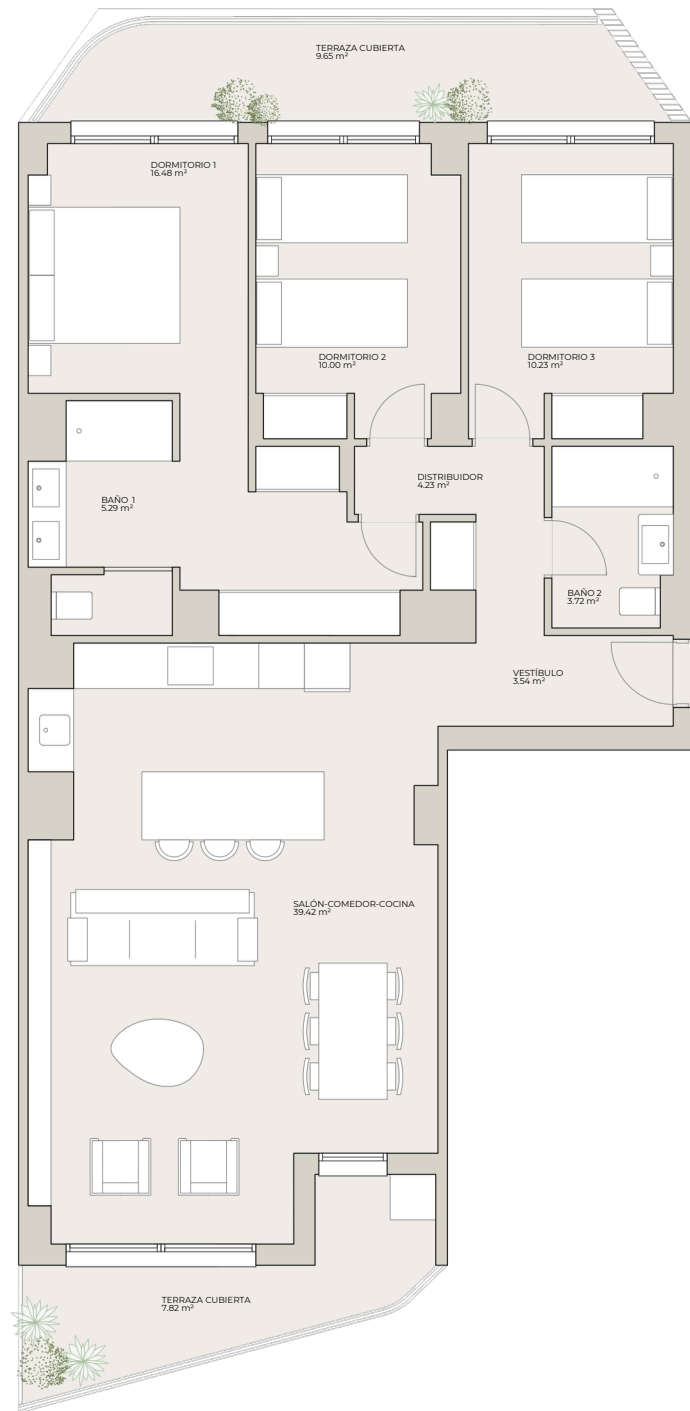 TERRAZA CUBIERTA
9.65 m²
DORMITORIO 1
16.48 m²
DORMITORIO 2
10.00 m²
DORMITORIO 3
10.23 m²
DISTRIBUIDOR
4.23 m²
BAÑO 1
5.29 m²
BAÑO 2
3.72 m²
VESTÍBULO
3.54 m²
SALÓN-COMEDOR-COCINA
39.42 m²
TERRAZA CUBIERTA
7.82 m²